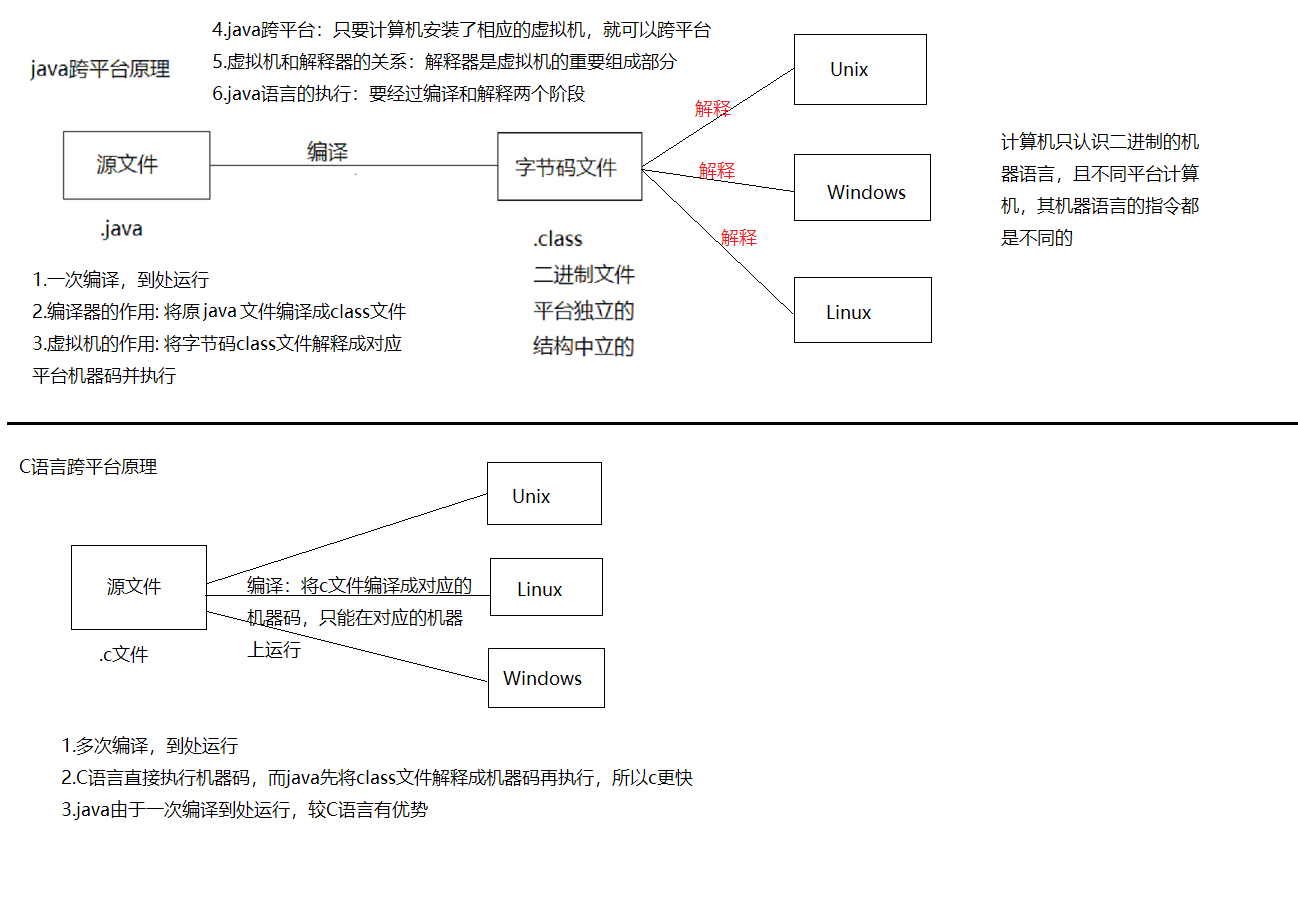 4.java跨平台：只要计算机安装了相应的虚拟机，就可以跨平台
java跨平台原理
5.虚拟机和解释器的关系：解释器是虚拟机的重要组成部分
6.java语言的执行：要经过编译和解释两个阶段
源文件
编译
字节码文件
.java
.class
二进制文件
平台独立的
结构中立的
解释
解释
解释
Unix
Windows
Linux
计算机只认识二进制的机
器语言，且不同平台计算
机，其机器语言的指令都
是不同的
1.一次编译，到处运行
2.编译器的作用: 将原java文件编译成class文件
3.虚拟机的作用: 将字节码class文件解释成对应
平台机器码并执行
C语言跨平台原理
源文件
.c文件
编译：将c文件编译成对应的
机器码，只能在对应的机器
上运行
Unix
Linux
Windows
1.多次编译，到处运行
2.C语言直接执行机器码，而java先将class文件解释成机器码再执行，所以c更快
3.java由于一次编译到处运行，较C语言有优势